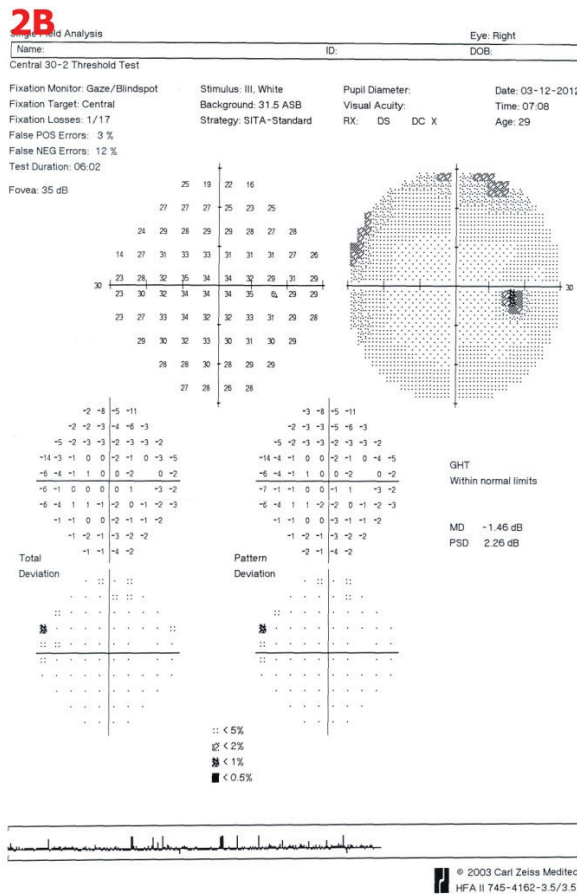 2B
Single Field Analysis Eye: Right
Name: ID: DOB:
Central 30-2 Threshold Test
Fixation Monitor: Gaze/Blindspot Stimulus: III, White Pupil Diameter: Date: 03-12-2012
Fixation Target: Central Background: 31.5 ASB Visual Acuity: Time: 07:08
Fixation Losses: 1/17 Strategy: SITA-Standard RX: DS DC X Age: 29
False POS Errors: 3 %
False NEG Errors: 12 %
Test Duration: 06:02
Fovea: 35 dB
25 19 22 16
27 27 27 25 23 25
24 29 28 29 29 28 27 28
14 27 31 33 33 31 31 31 27 26
30 23 28 32 35 34 34 32 29 31 29 30
23 30 32 34 34 34 35 29 29
23 27 33 34 32 32 33 31 29 28
29 30 32 33 30 31 30 29
28 28 30 28 29 29
27 28 26 28
-2 -8 -5 -11 -3 -8 -5 -11
-2 -2 -3 -4 -6 -3 -2 -3 -3 -5 -6 -3
-5 -2 -3 -3 -2 -3 -3 -2 -5 -2 -3 -3 -2 -3 -3 -2
-14 -3 -1 0 0 -2 -1 0 -3 -5 -14 -4 -1 0 0 -2 -1 0 -4 -5
-6 -4 -1 1 0 0 -2 0 -2 -6 -4 -1 1 0 0 -2 0 -2
-6 -1 0 0 0 0 1 -3 -2 -7 -1 -1 0 0 -1 1 -3 -2
-6 -4 1 1 -1 -2 0 -1 -2 -3 -6 -4 1 1 -1 -2 0 -1 -2 -3
-1 -1 0 0 -2 -1 -1 -2 -1 -1 0 0 -2 -1 -1 -2
-1 -2 -1 -3 -2 -2 -1 -2 -1 -3 -2 -2
-1 -1 -4 -2 -2 -1 -4 -2
GHT
Within normal limits
MD -1.46 dB
PSD 2.26 dB
Total Deviation
Pattern Deviation
< 5%
< 2%
< 1%
< 0.5%
© 2003 Carl Zeiss Meditec
HFA II 745-4162-3.5/3.5